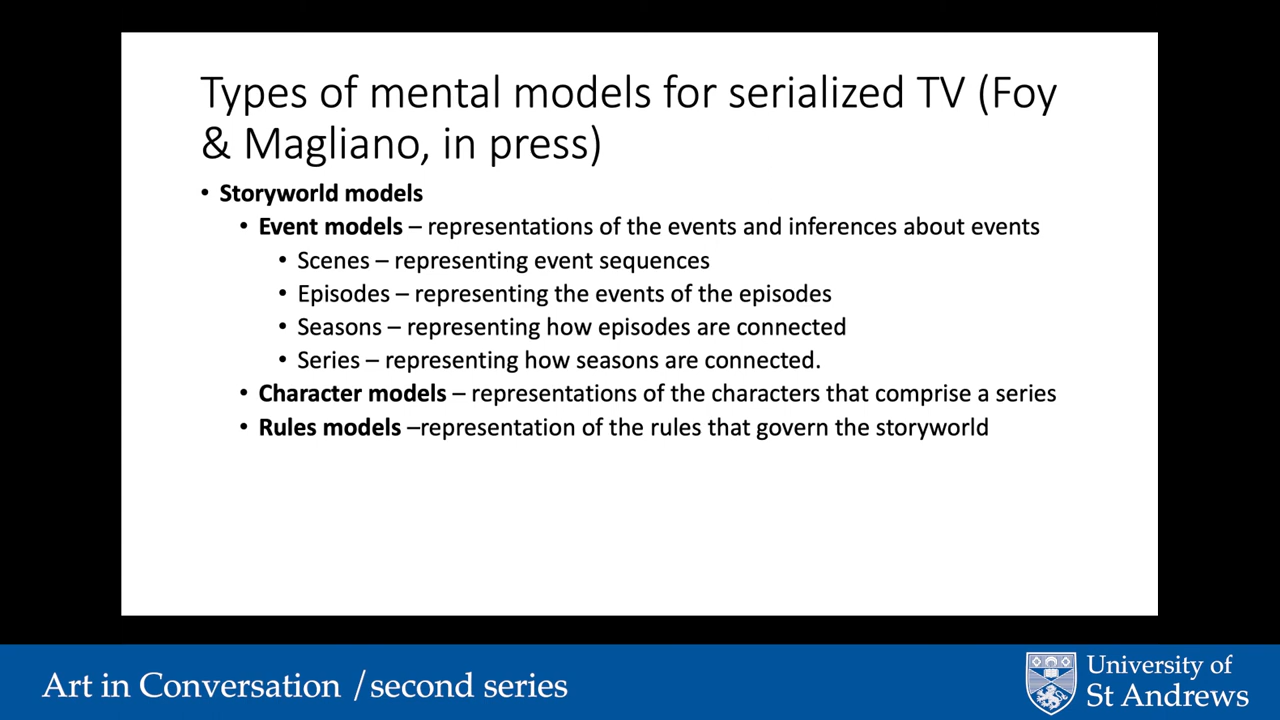 Types of mental models for serialized TV (Foy
& Magliano, in press)
• Storyworld models
• Event models – representations of the events and inferences about events
• Scenes – representing event sequences
• Episodes – representing the events of the episodes
• Seasons – representing how episodes are connected
• Series – representing how seasons are connected.
• Character models – representations of the characters that comprise a series
• Rules models –representation of the rules that govern the storyworld
Art in Conversation / second series
University of
St Andrews